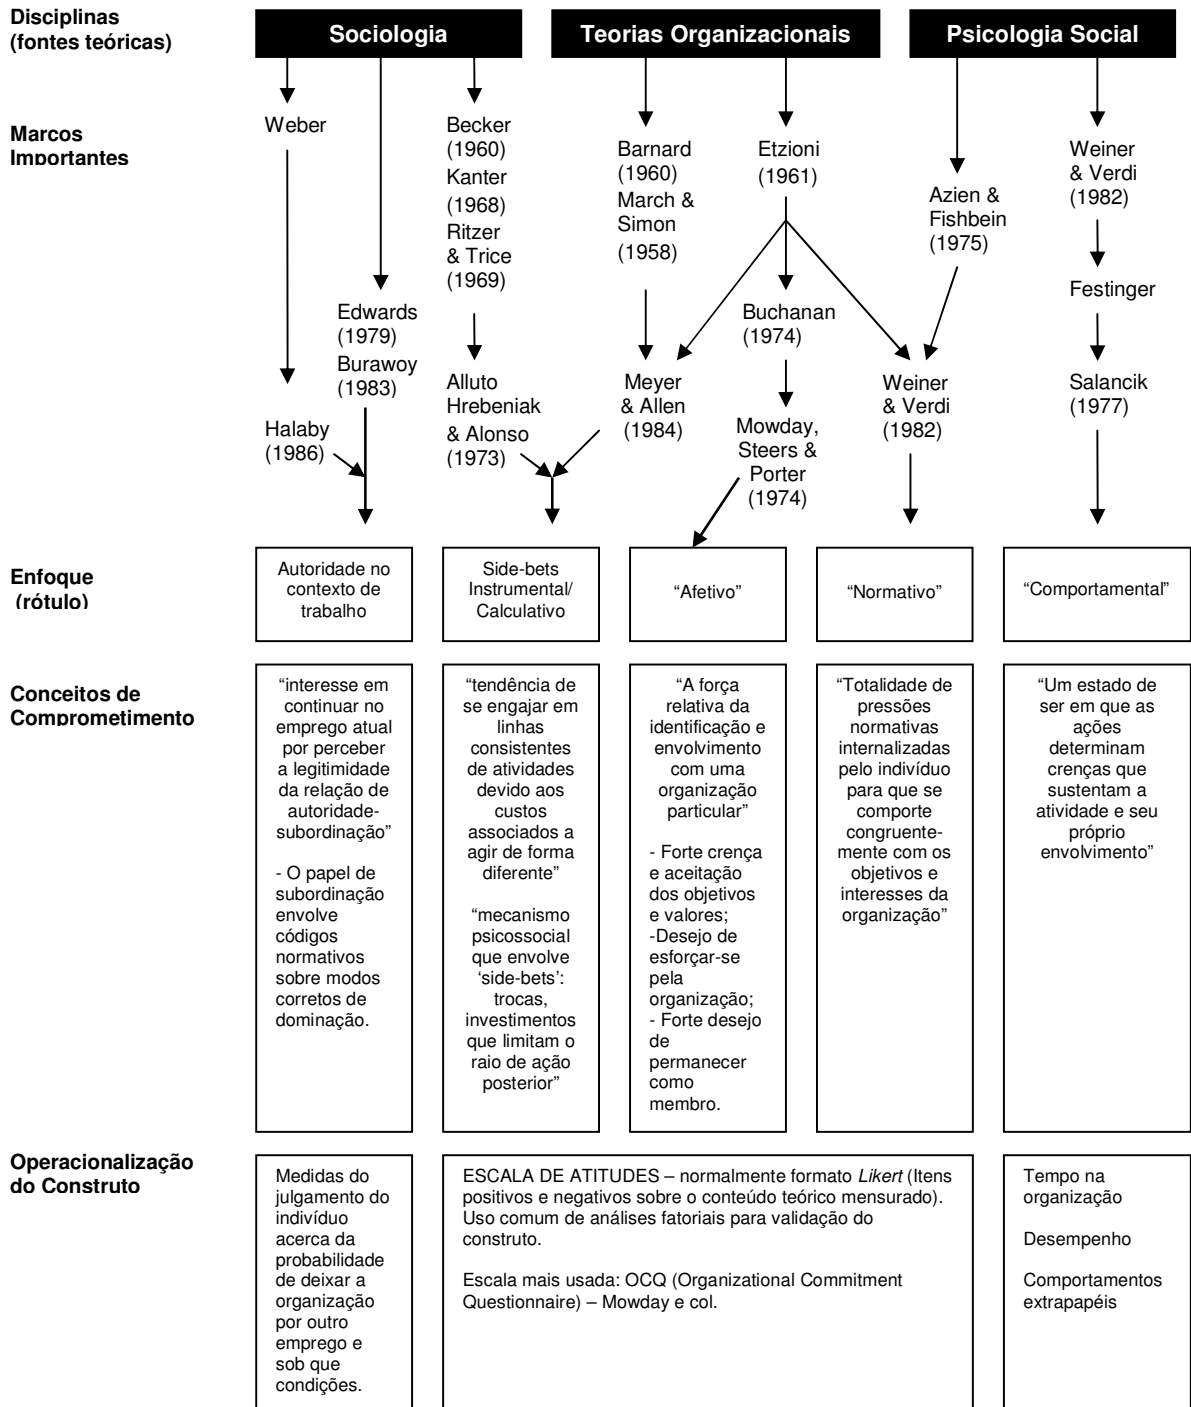 Disciplinas
(fontes teóricas)
Sociologia
Teorias Organizacionais
Psicologia Social
Marcos
Importantes
Weber
Halaby
(1986)
Edwards
(1979)
Burawoy
(1983)
Becker
(1960)
Kanter
(1968)
Ritzer
& Trice
(1969)
Alluto
Hrebeniak
& Alonso
(1973)
Barnard
(1960)
March &
Simon
(1958)
Meyer
& Allen
(1984)
Etzioni
(1961)
Buchanan
(1974)
Mowday,
Steers &
Porter
(1974)
Azien &
Fishbein
(1975)
Weiner
& Verdi
(1982)
Weiner
& Verdi
(1982)
Festinger
Salancik
(1977)
Enfoque
(rótulo)
Autoridade no
contexto de
trabalho
Side-bets
Instrumental/
Calculativo
“Afetivo”
“Normativo”
“Comportamental”
Conceitos de
Comprometimento
“interesse em
continuar no
emprego atual
por perceber
a legitimidade
da relação de
autoridade-
subordinação”
- O papel de
subordinação
envolve
códigos
normativos
sobre modos
corretos de
dominação.
“tendência de
se engajar em
linhas
consistentes
de atividades
devido aos
custos
associados a
agir de forma
diferente”
“mecanismo
psicossocial
que envolve
‘side-bets’:
trocas,
investimentos
que limitam o
raio de ação
posterior”
“A força
relativa da
identificação e
envolvimento
com uma
organização
particular”
- Forte crença
e aceitação
dos objetivos
e valores;
-Desejo de
esforçar-se
pela
organização;
- Forte desejo
de
permanecer
como
membro.
“Totalidade de
pressões
normativas
internalizadas
pelo indivíduo
para que se
comporte
congruente-
mente com os
objetivos e
interesses da
organização”
“Um estado de
ser em que as
ações
determinam
crenças que
sustentam a
atividade e seu
próprio
envolvimento”
Operacionalização
do Construto
Medidas do
julgamento do
indivíduo
acerca da
probabilidade
de deixar a
organização
por outro
emprego e
sob que
condições.
ESCALA DE ATITUDES – normalmente formato Likert (Itens
positivos e negativos sobre o conteúdo teórico mensurado).
Uso comum de análises fatoriais para validação do
construto.
Escala mais usada: OCQ (Organizational Commitment
Questionnaire) – Mowday e col.
Tempo na
organização
Desempenho
Comportamentos
extrapapéis